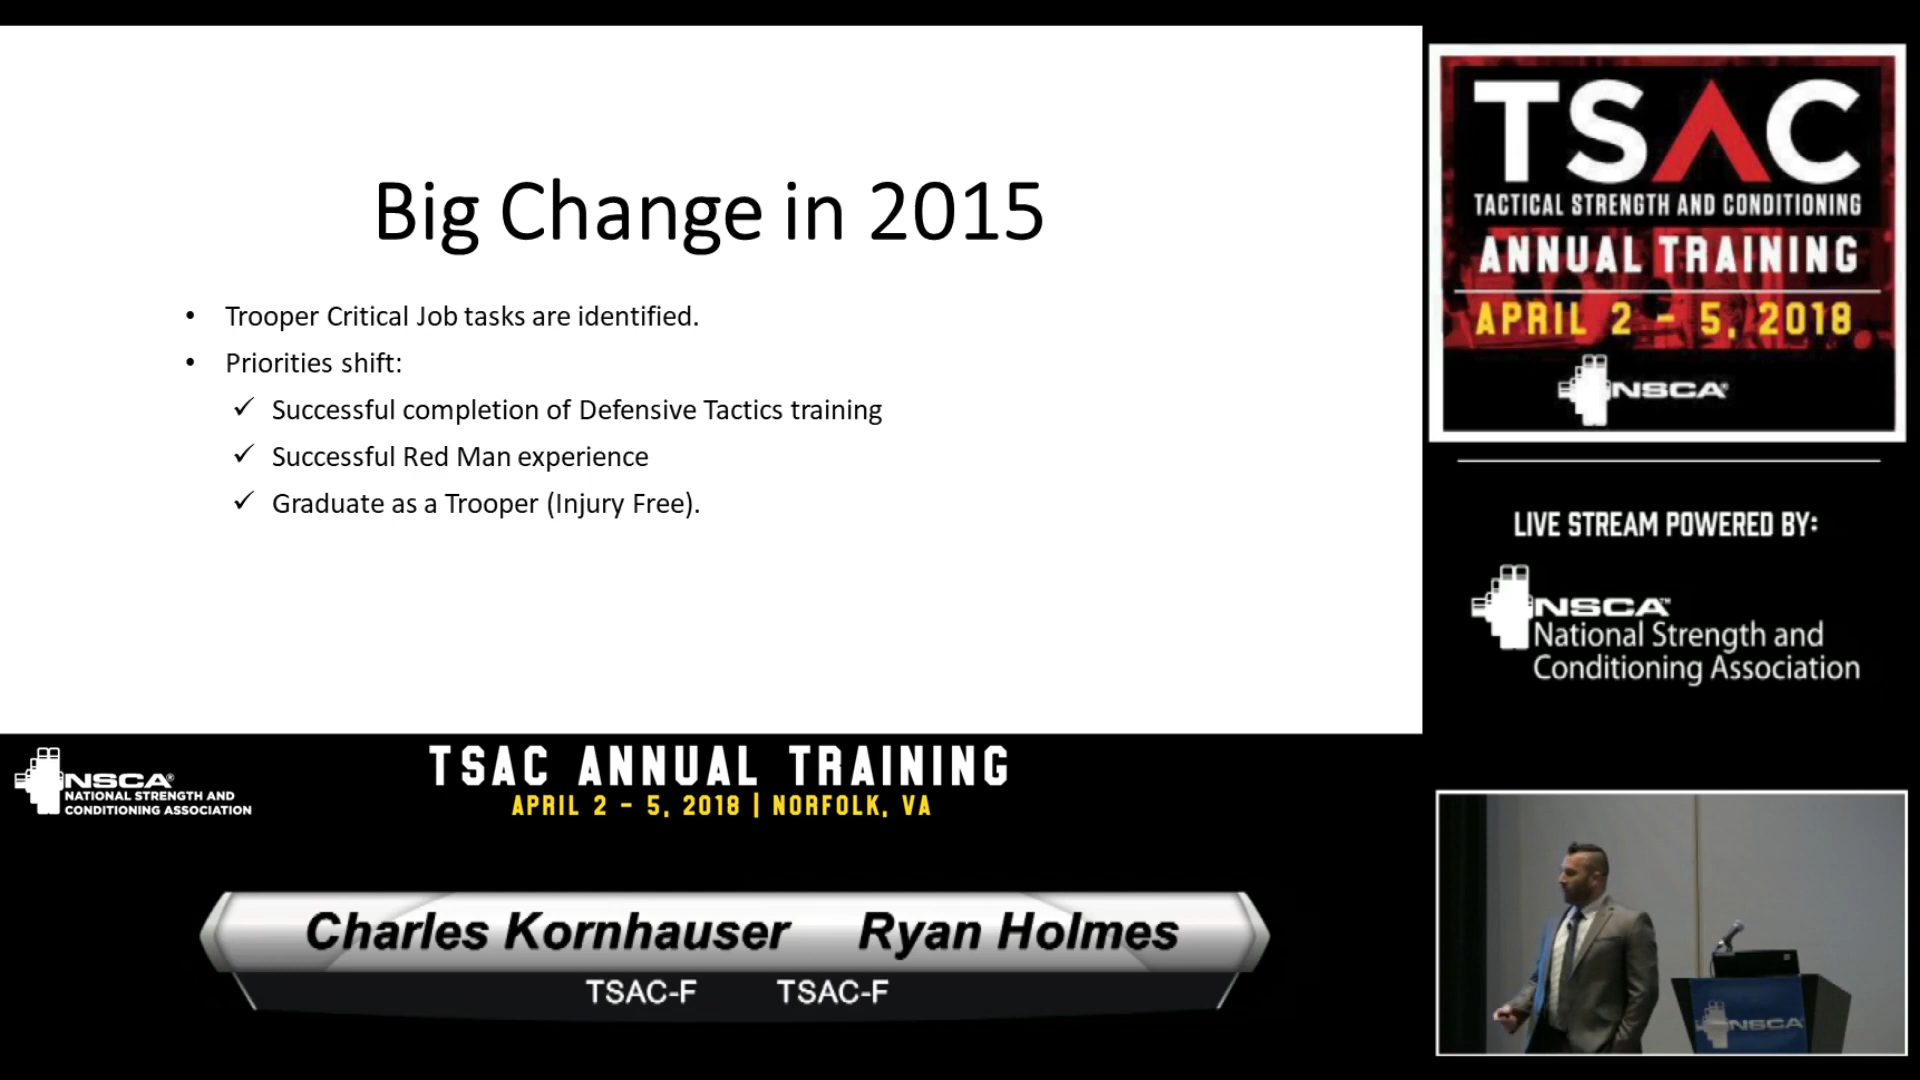 Big Change in 2015
• Trooper Critical Job tasks are identified.
• Priorities shift:
✓ Successful completion of Defensive Tactics training
✓ Successful Red Man experience
✓ Graduate as a Trooper (Injury Free).
TSAC
TACTICAL STRENGTH AND CONDITIONING
ANNUAL TRAINING
APRIL 2 - 5, 2018
NSCA®
LIVE STREAM POWERED BY:
NSCA™
National Strength and
Conditioning Association
NSCA®
NATIONAL STRENGTH AND
CONDITIONING ASSOCIATION
TSAC ANNUAL TRAINING
APRIL 2 - 5, 2018 | NORFOLK, VA
Charles Kornhauser Ryan Holmes
TSAC-F TSAC-F
NSCA